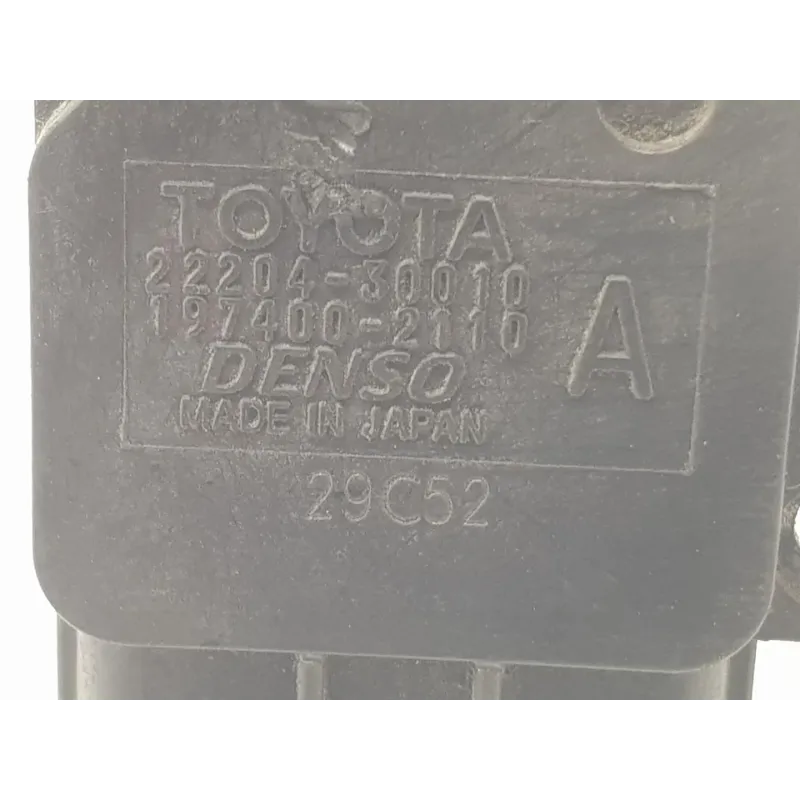 TOYOTA
22204-30010
197400-2110
DENSO
MADE IN JAPAN
A
29C52